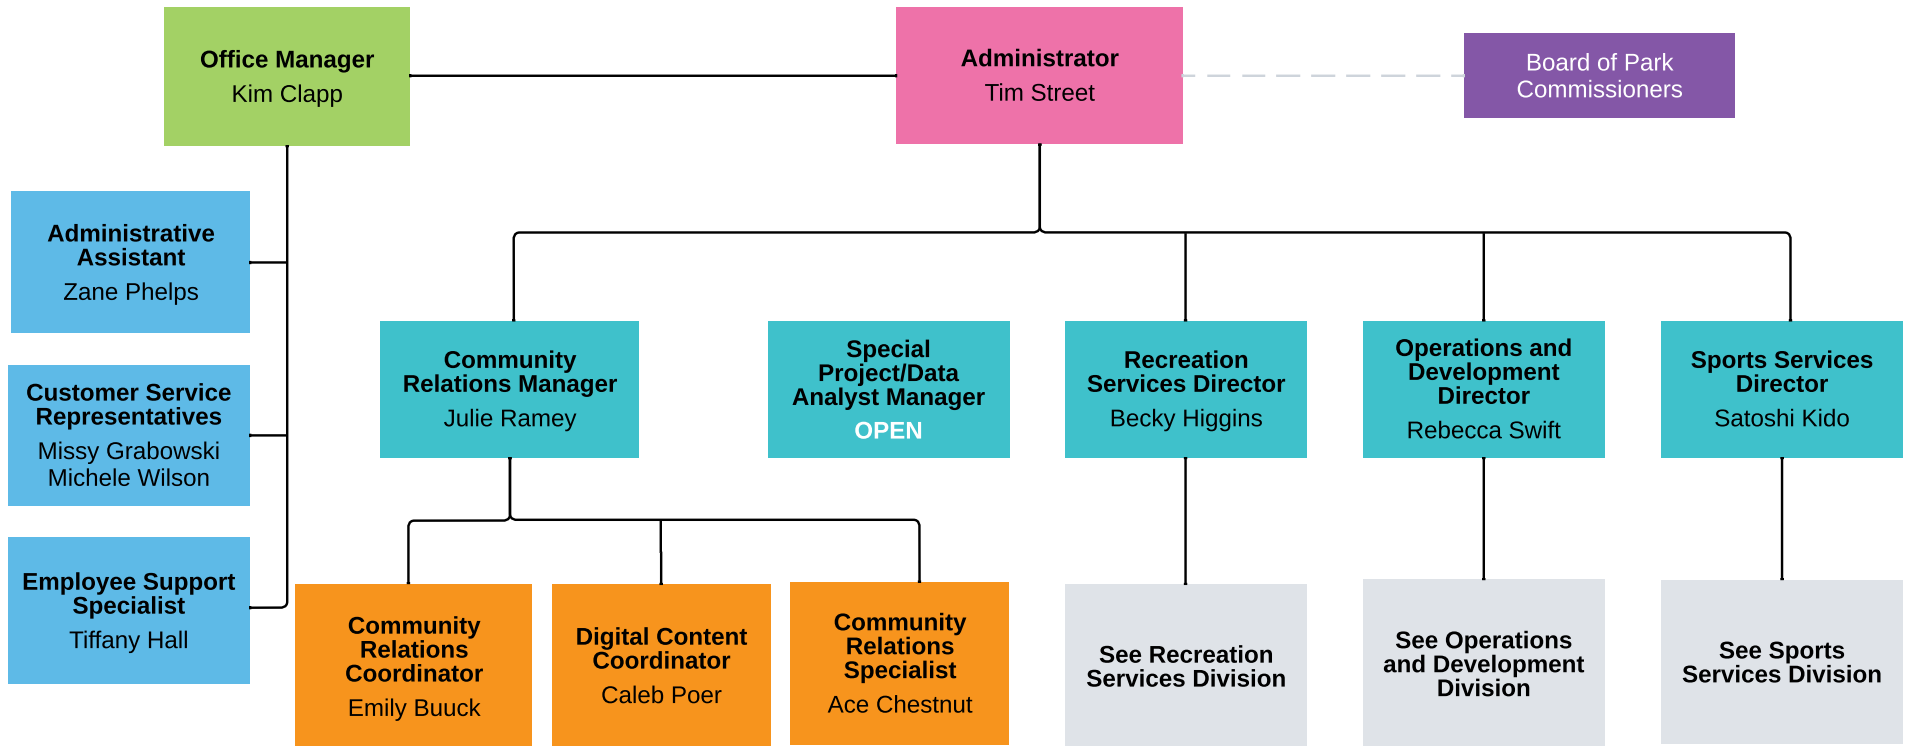 Office Manager
Kim Clapp
Administrator
Tim Street
Board of Park
Commissioners
Administrative
Assistant
Zane Phelps
Customer Service
Representatives
Missy Grabowski
Michele Wilson
Employee Support
Specialist
Tiffany Hall
Community
Relations Manager
Julie Ramey
Special
Project/Data
Analyst Manager
OPEN
Recreation
Services Director
Becky Higgins
Operations and
Development
Director
Rebecca Swift
Sports Services
Director
Satoshi Kido
Community
Relations
Coordinator
Emily Buuck
Digital Content
Coordinator
Caleb Poer
Community
Relations
Specialist
Ace Chestnut
See Recreation
Services Division
See Operations
and Development
Division
See Sports
Services Division